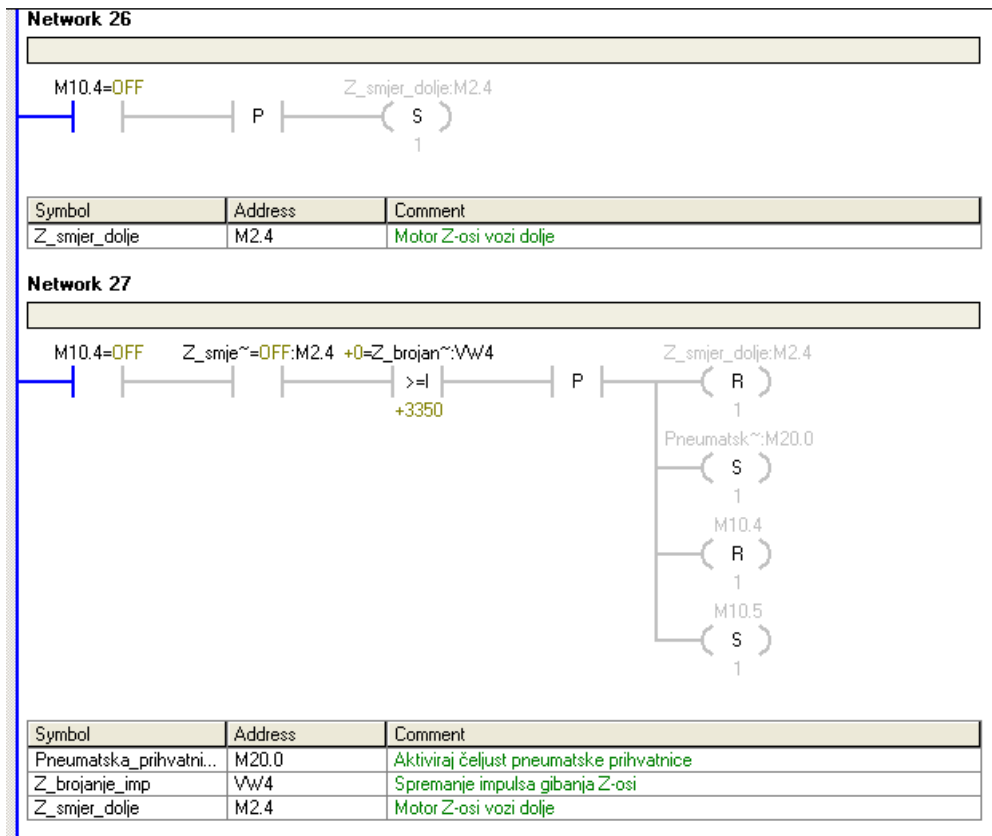 Network 26
M10.4=OFF Z_smjer_dolje:M2.4
P S
1
Symbol Address Comment
Z_smjer_dolje M2.4 Motor Z-osi vozi dolje
Network 27
M10.4=OFF Z_smje~=OFF:M2.4 +0=Z_brojan~:VW4 Z_smjer_dolje:M2.4
>=I P R
+3350 1
Pneumatsk~:M20.0
S
1
M10.4
R
1
M10.5
S
1
Symbol Address Comment
Pneumatska_prihvatni... M20.0 Aktiviraj čeljust pneumatske prihvatnice
Z_brojanje_imp VW4 Spremanje impulsa gibanja Z-osi
Z_smjer_dolje M2.4 Motor Z-osi vozi dolje